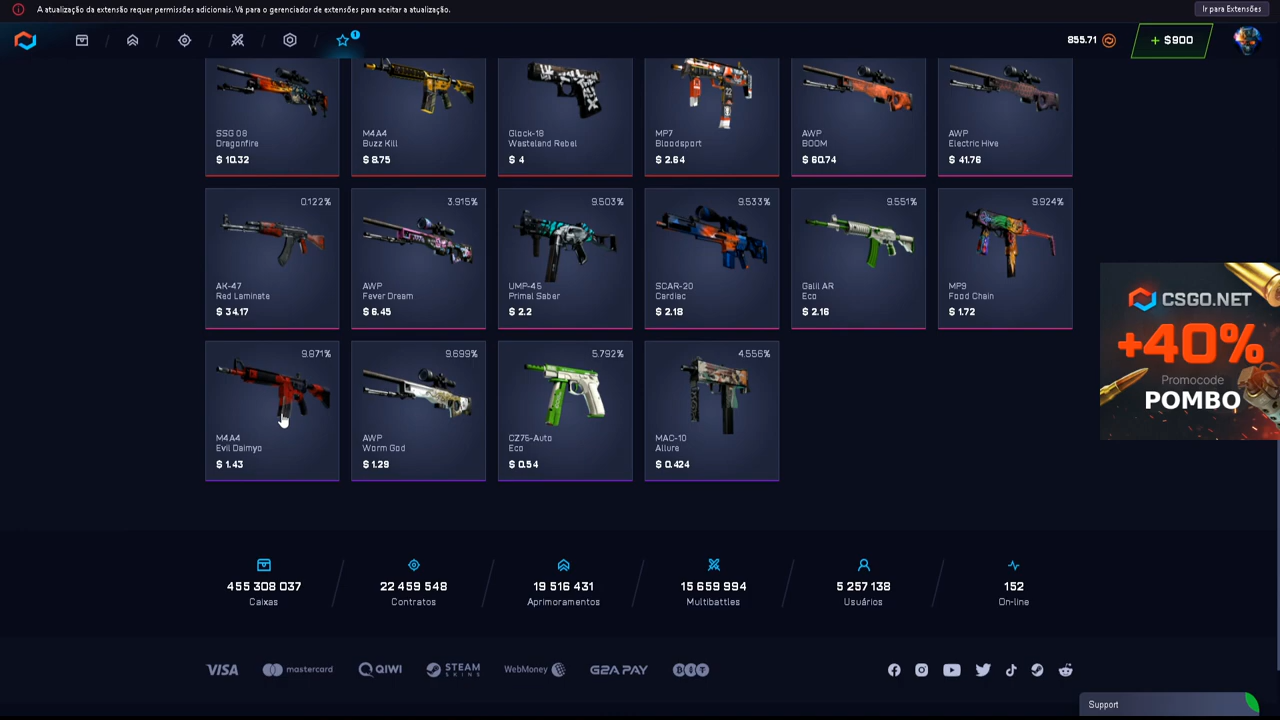 A atualização da extensão requer permissões adicionais. Vá para o gerenciador de extensões para aceitar a atualização.
Ir para Extensões
1
855.71
+ $900
SSG 08
Dragonfire
$ 10.32
M4A4
Buzz Kill
$ 8.75
Glock-18
Wasteland Rebel
$ 4
MP7
Bloodsport
$ 2.64
AWP
BOOM
$ 60.74
AWP
Electric Hive
$ 41.76
0.122%
AK-47
Red Laminate
$ 34.17
3.915%
AWP
Fever Dream
$ 6.45
9.503%
UMP-45
Primal Saber
$ 2.2
9.533%
SCAR-20
Cardiac
$ 2.18
9.551%
Galil AR
Eco
$ 2.16
9.924%
MP9
Food Chain
$ 1.72
9.871%
M4A4
Evil Daimyo
$ 1.43
9.699%
AWP
Worm God
$ 1.29
5.792%
CZ75-Auto
Eco
$ 0.54
4.556%
MAC-10
Allure
$ 0.424
CSGO.NET
+40%
Promocode
POMBO
455 308 037
Caixas
22 459 548
Contratos
19 516 431
Aprimoramentos
15 659 994
Multibattles
5 257 138
Usuários
152
On-line
VISA
mastercard
QIWI
STEAM
SKINS
WebMoney
G2A PAY
Support